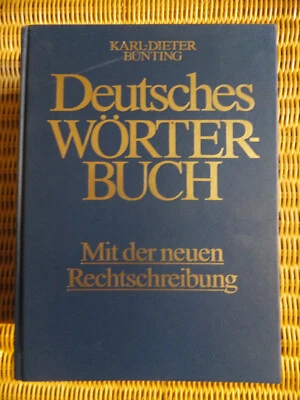 KARL-DIETER
BÜNTING
Deutsches
WÖRTER-
BUCH
Mit der neuen
Rechtschreibung